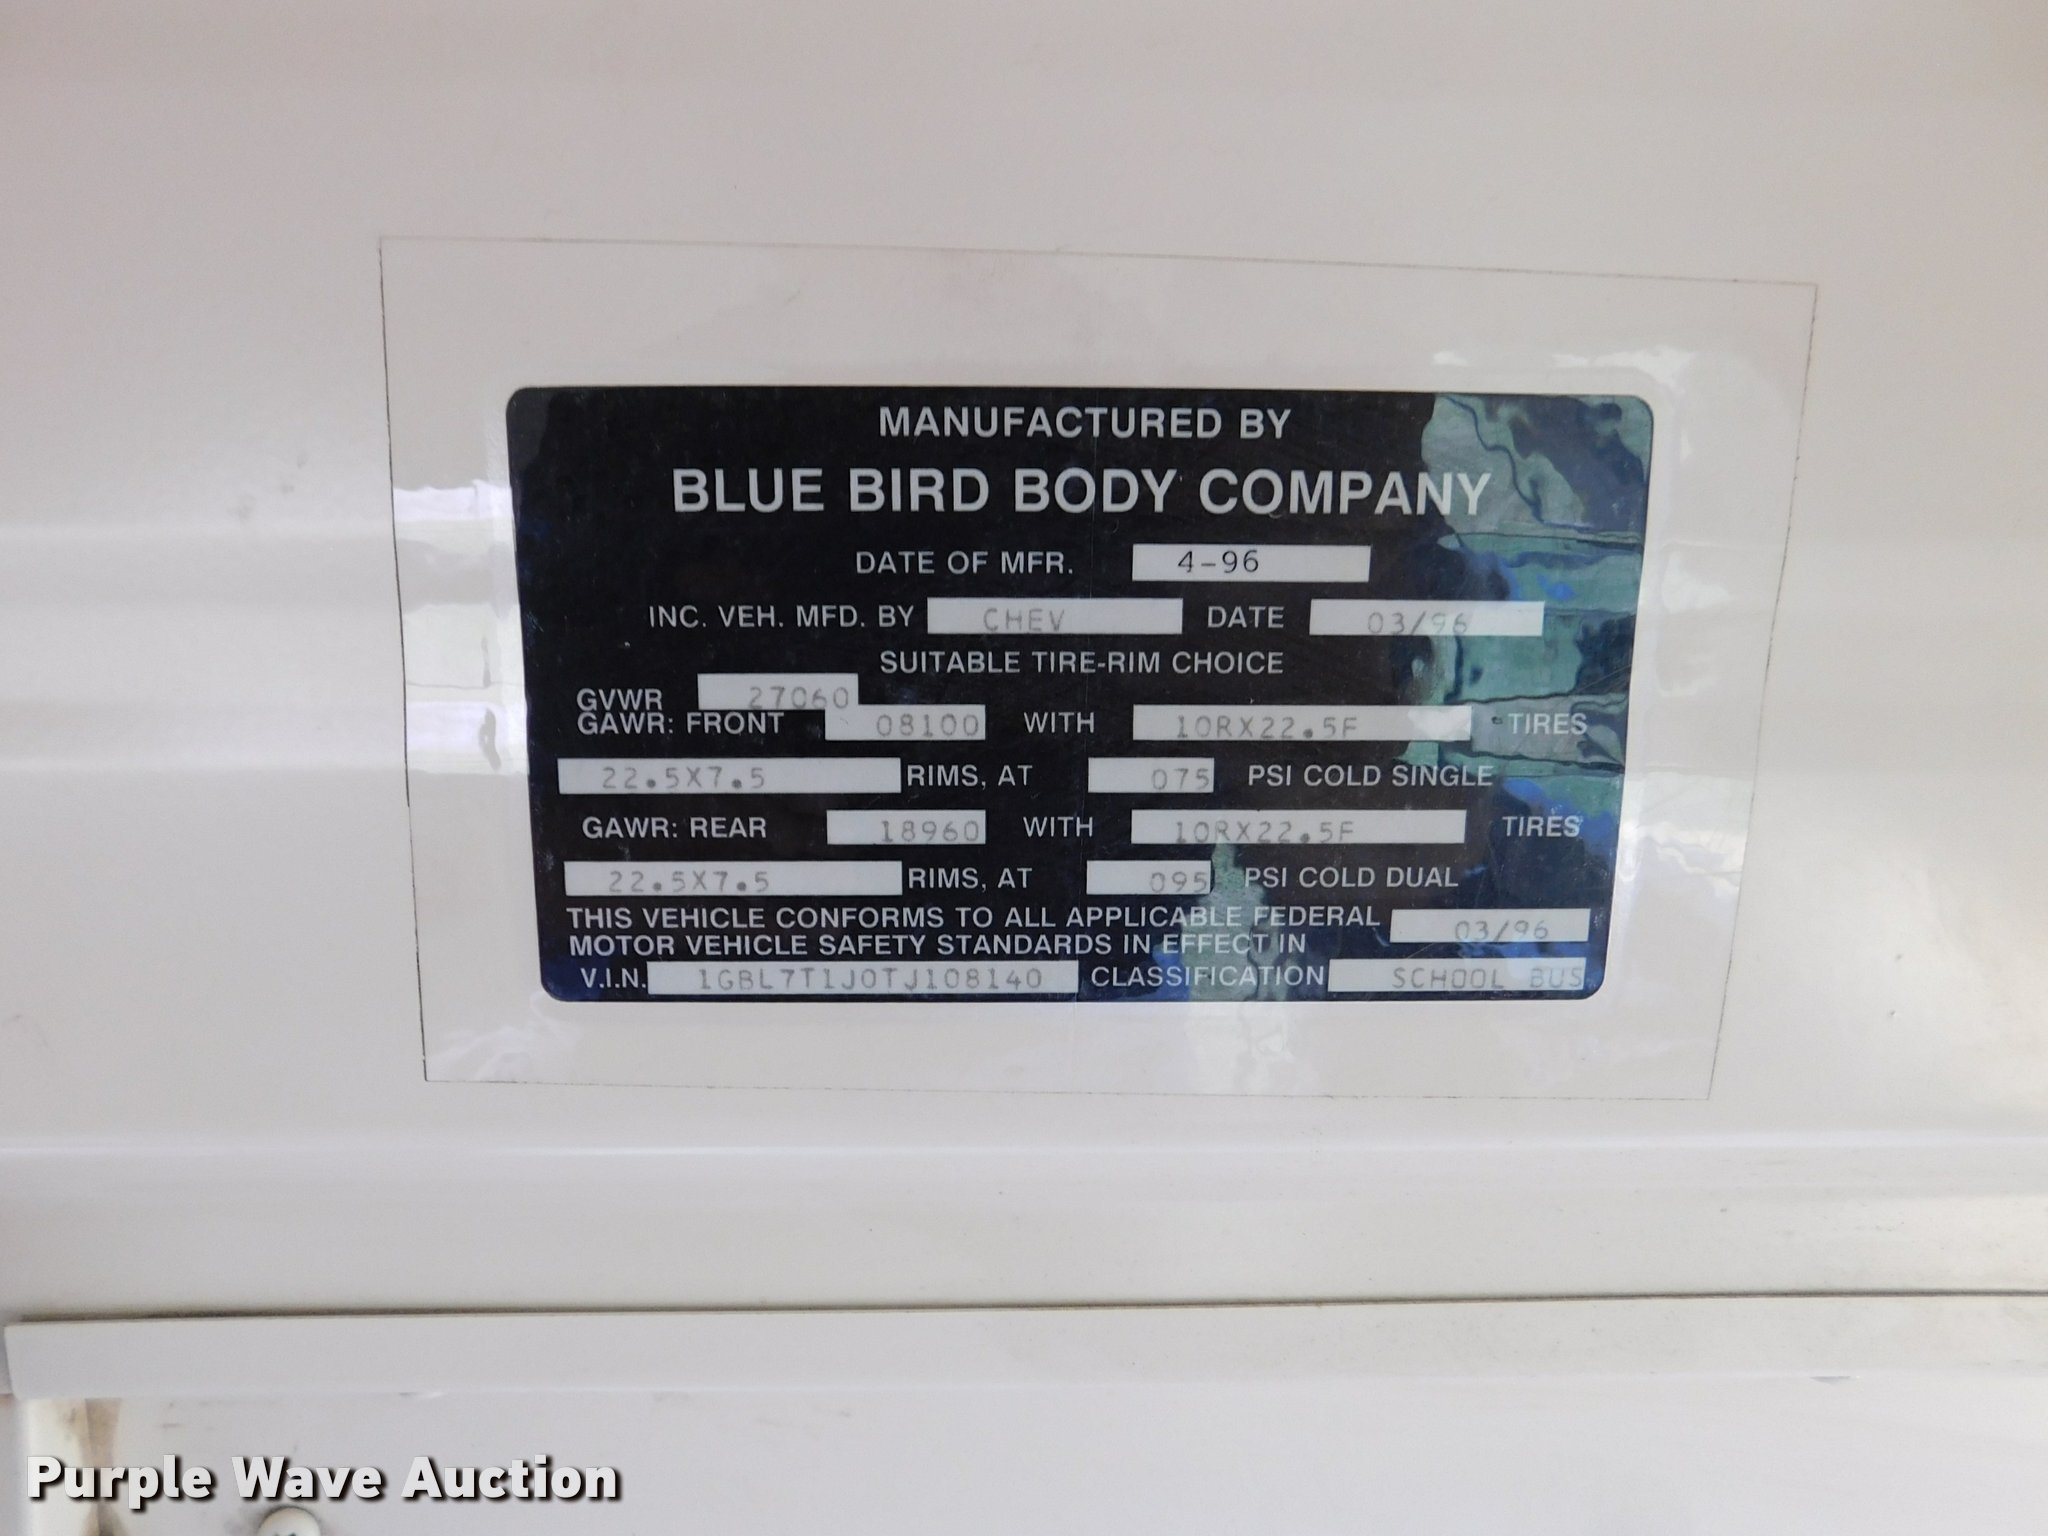 MANUFACTURED BY
BLUE BIRD BODY COMPANY
DATE OF MFR. 4-96
INC. VEH. MFD. BY CHEV DATE 03/96
SUITABLE TIRE-RIM CHOICE
GVWR 27060
GAWR: FRONT 08100 WITH 10RX22.5F TIRES
22.5X7.5 RIMS, AT 075 PSI COLD SINGLE
GAWR: REAR 18960 WITH 10RX22.5F TIRES
22.5X7.5 RIMS, AT 095 PSI COLD DUAL
THIS VEHICLE CONFORMS TO ALL APPLICABLE FEDERAL 03/96
MOTOR VEHICLE SAFETY STANDARDS IN EFFECT IN
V.I.N. 1GBL7T1J0TJ108140 CLASSIFICATION SCHOOL BUS
Purple Wave Auction